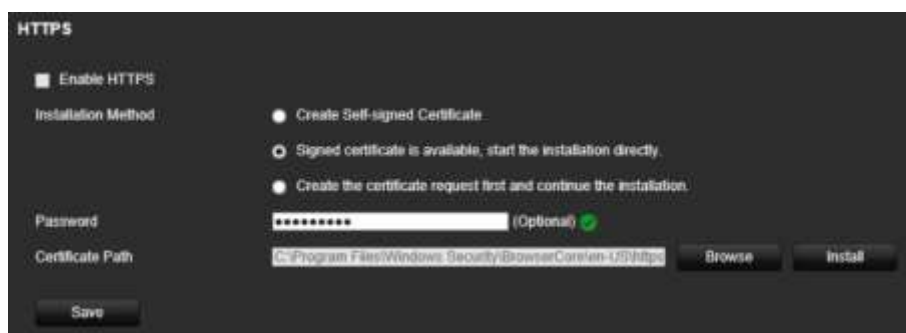 HTTPS
Enable HTTPS
Installation Method
Create Self-signed Certificate
Signed certificate is available, start the installation directly.
Create the certificate request first and continue the installation.
Password ●●●●●●●●● (Optional)
Certificate Path C:\Program Files\Windows Security\BrowserCore\en-US\https Browse Install
Save